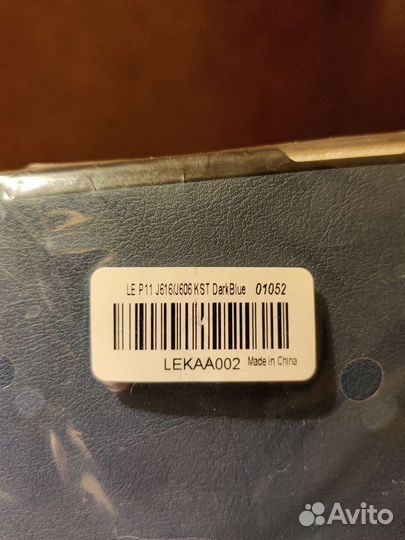 LE P11 J616/J606 KST DarkBlue 01052
LEKAA002 Made in China
Avito